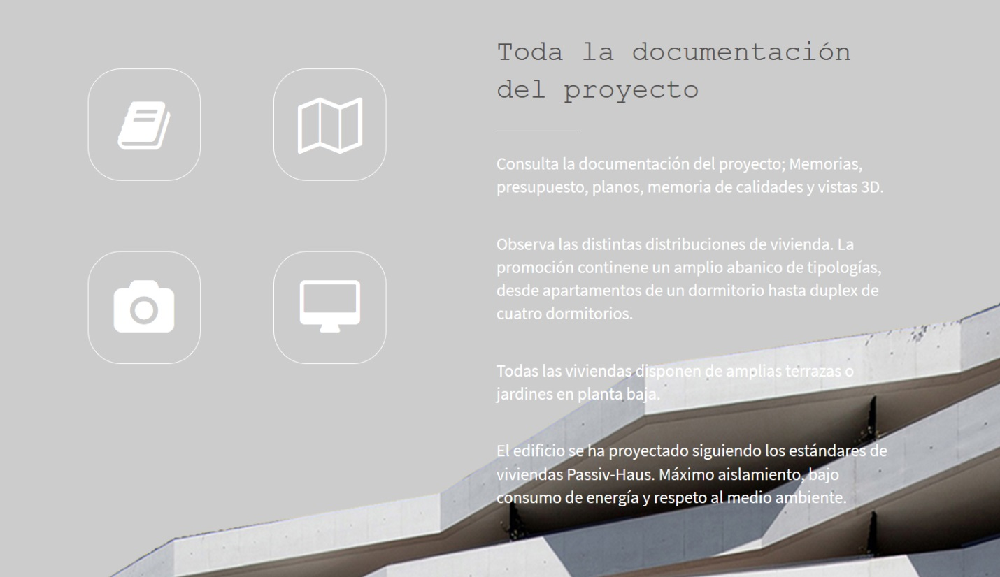 Toda la documentación
del proyecto
Consulta la documentación del proyecto; Memorias,
presupuesto, planos, memoria de calidades y vistas 3D.
Observa las distintas distribuciones de vivienda. La
promoción continene un amplio abanico de tipologías,
desde apartamentos de un dormitorio hasta duplex de
cuatro dormitorios.
Todas las viviendas disponen de amplias terrazas o
jardines en planta baja.
El edificio se ha proyectado siguiendo los estándares de
viviendas Passiv-Haus. Máximo aislamiento, bajo
consumo de energía y respeto al medio ambiente.